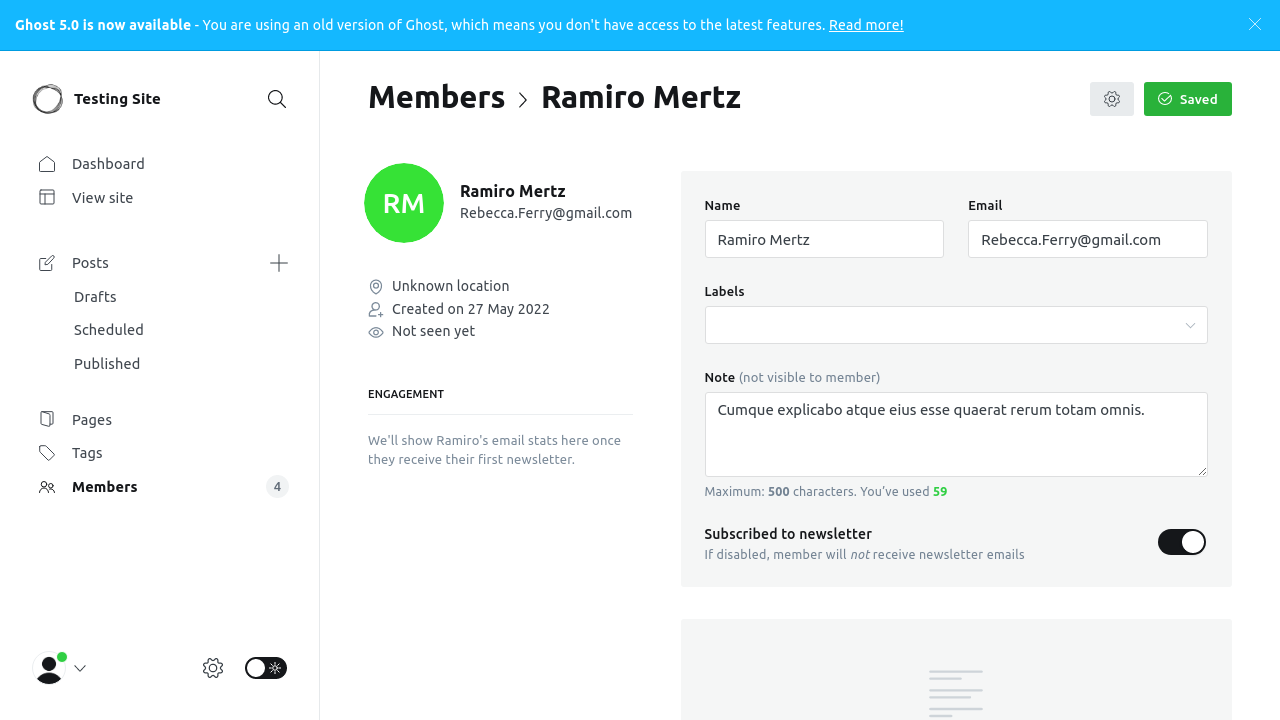 Ghost 5.0 is now available - You are using an old version of Ghost, which means you don't have access to the latest features. Read more!
Testing Site
Dashboard
View site
Posts
Drafts
Scheduled
Published
Pages
Tags
Members 4
Members > Ramiro Mertz
Saved
RM
Ramiro Mertz
Rebecca.Ferry@gmail.com
Unknown location
Created on 27 May 2022
Not seen yet
ENGAGEMENT
We'll show Ramiro's email stats here once
they receive their first newsletter.
Name
Ramiro Mertz
Email
Rebecca.Ferry@gmail.com
Labels
Note (not visible to member)
Cumque explicabo atque eius esse quaerat rerum totam omnis.
Maximum: 500 characters. You've used 59
Subscribed to newsletter
If disabled, member will not receive newsletter emails